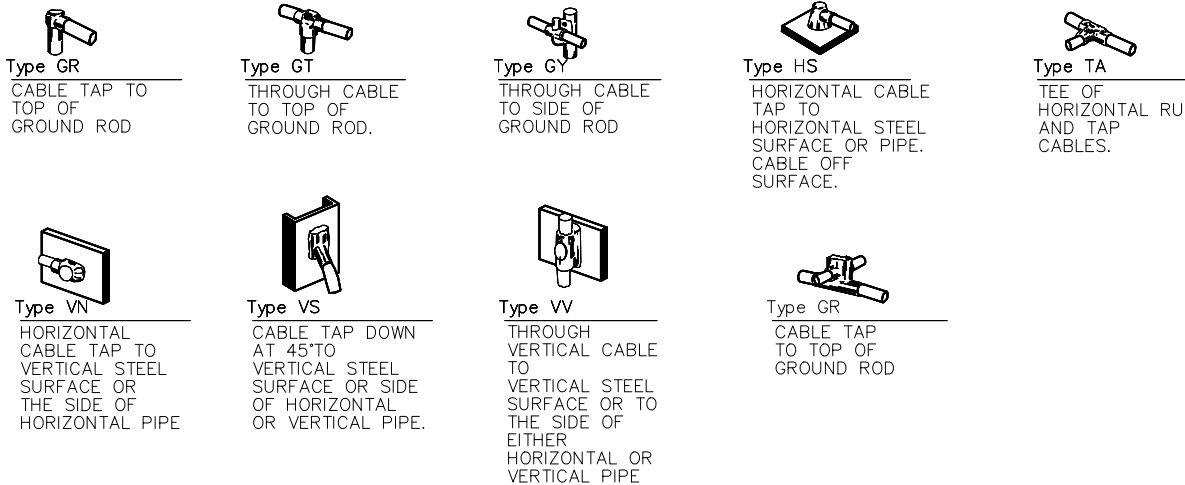 Type GR
CABLE TAP TO
TOP OF
GROUND ROD
Type GT
THROUGH CABLE
TO TOP OF
GROUND ROD.
Type GY
THROUGH CABLE
TO SIDE OF
GROUND ROD
Type HS
HORIZONTAL CABLE
TAP TO
HORIZONTAL STEEL
SURFACE OR PIPE.
CABLE OFF
SURFACE.
Type TA
TEE OF
HORIZONTAL RU
AND TAP
CABLES.
Type VN
HORIZONTAL
CABLE TAP TO
VERTICAL STEEL
SURFACE OR
THE SIDE OF
HORIZONTAL PIPE
Type VS
CABLE TAP DOWN
AT 45°TO
VERTICAL STEEL
SURFACE OR SIDE
OF HORIZONTAL
OR VERTICAL PIPE.
Type VV
THROUGH
VERTICAL CABLE
TO
VERTICAL STEEL
SURFACE OR TO
THE SIDE OF
EITHER
HORIZONTAL OR
VERTICAL PIPE
Type GR
CABLE TAP
TO TOP OF
GROUND ROD